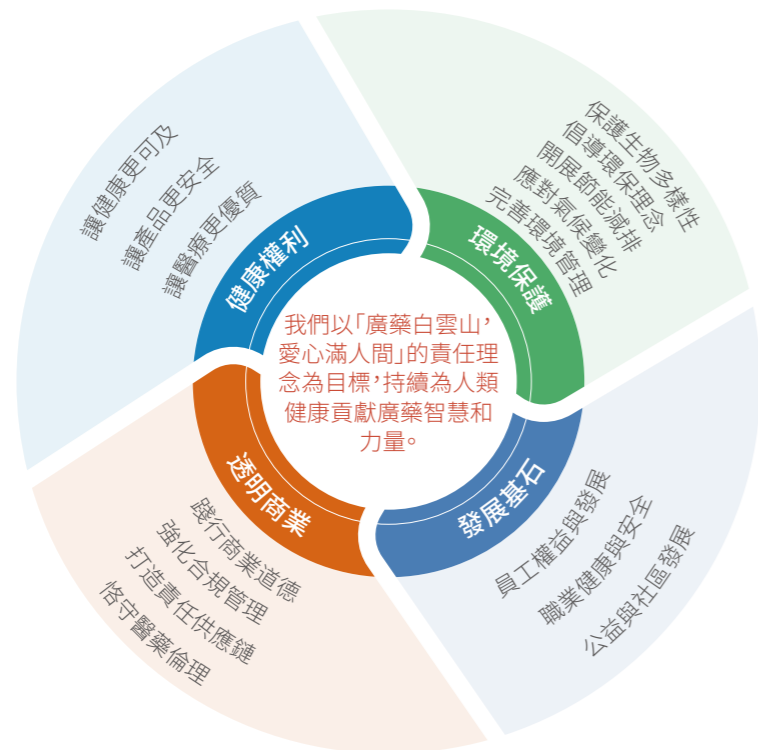 健康權利
讓健康更可及
讓產品更安全
讓醫療更優質
環境保護
保護生物多樣性
倡導環保理念
開展節能減排
應對氣候變化
完善環境管理
我們以「廣藥白雲山，
愛心滿人間」的責任理
念為目標，持續為人類
健康貢獻廣藥智慧和
力量。
透明商業
踐行商業道德
強化合規管理
打造責任供應鏈
恪守醫藥倫理
發展基石
員工權益與發展
職業健康與安全
公益與社區發展